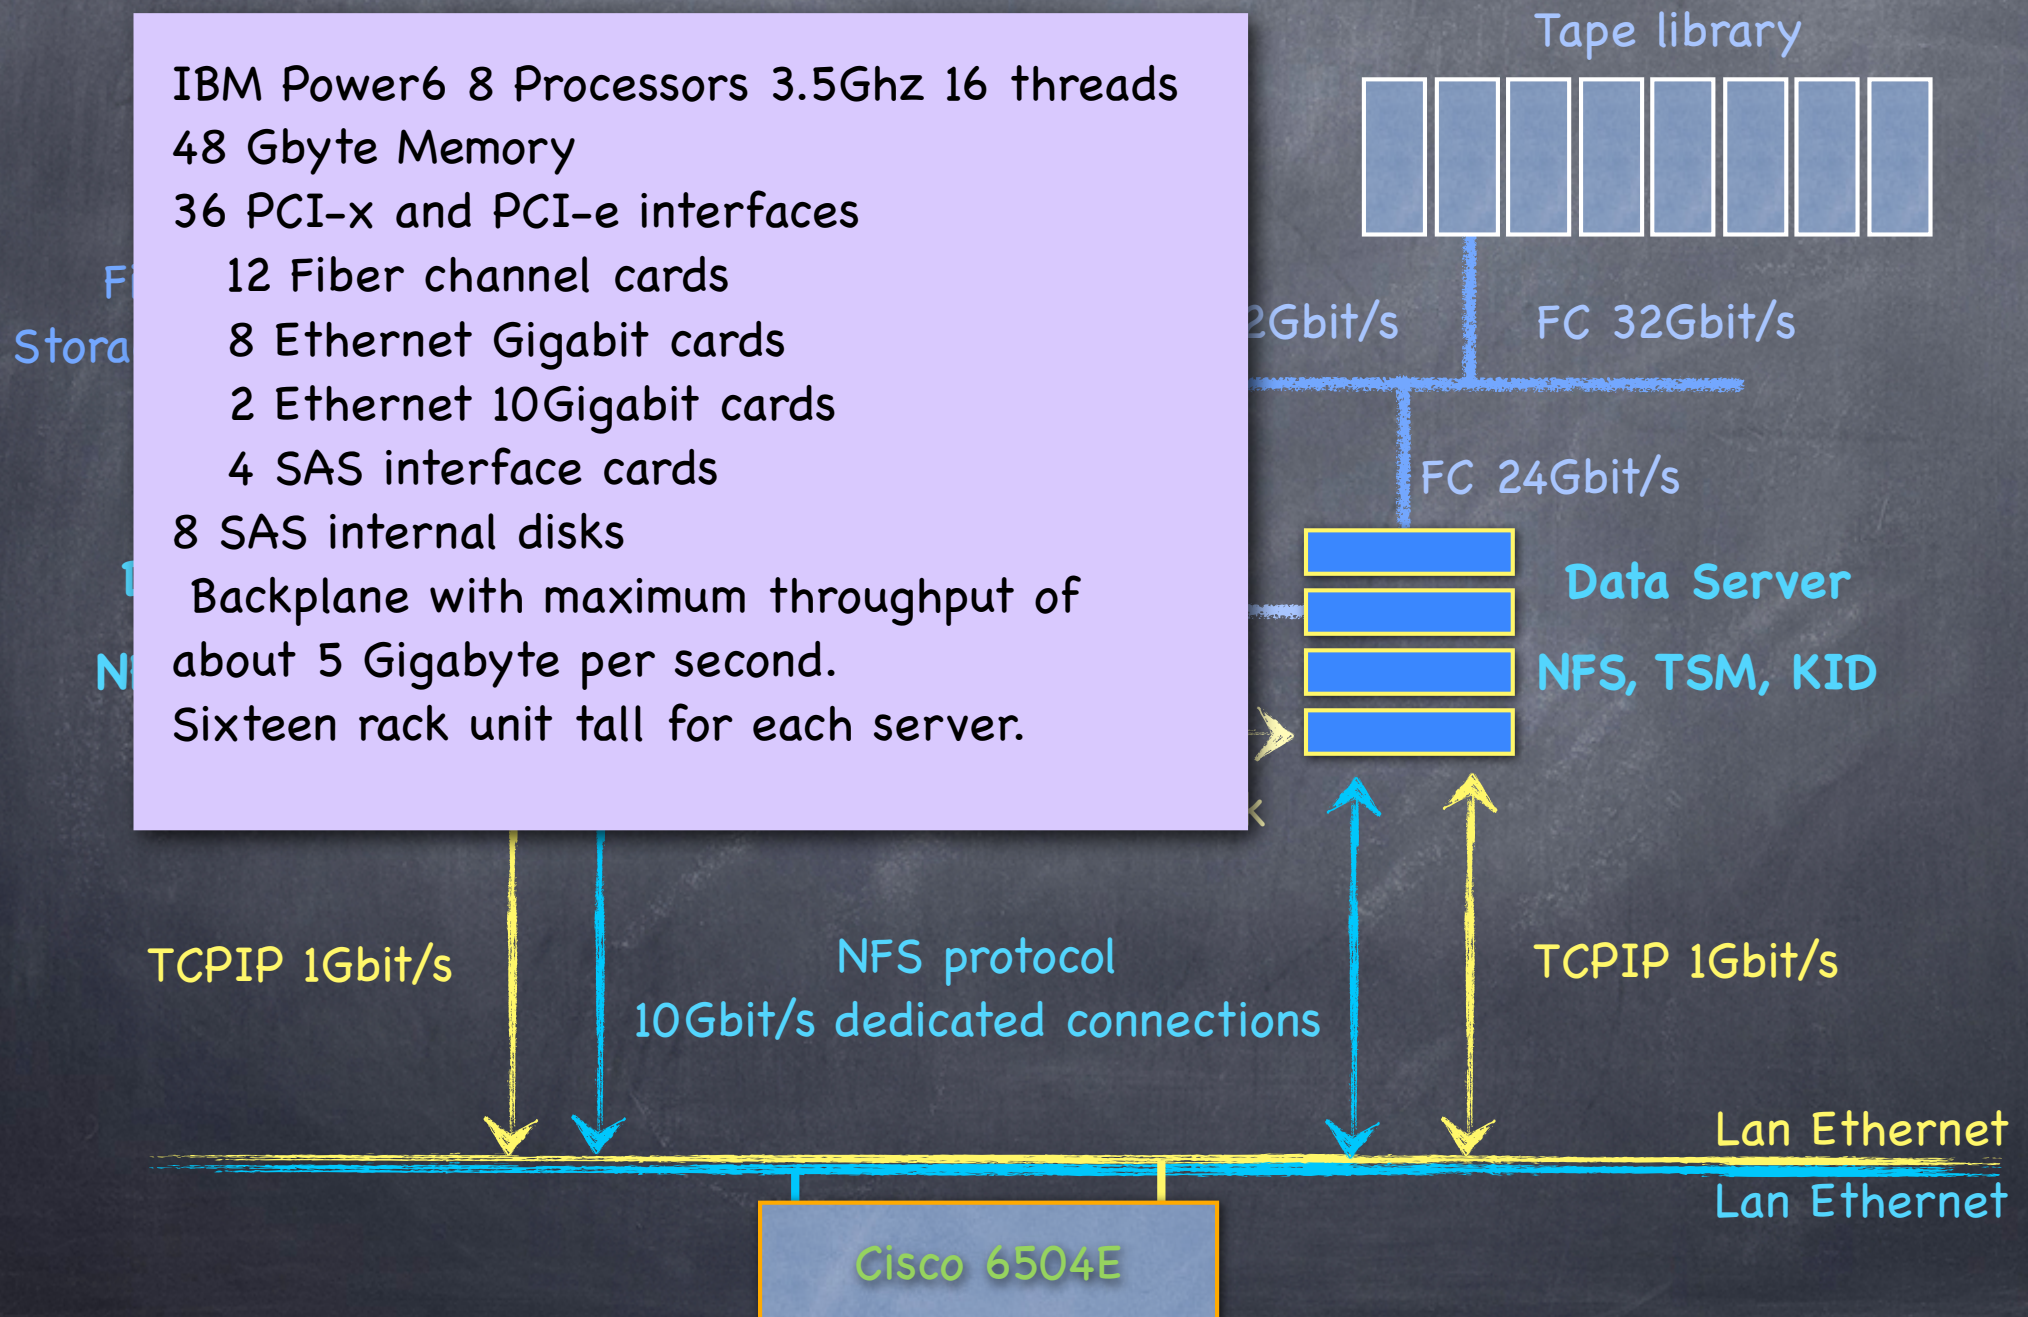 Tape library
IBM Power6 8 Processors 3.5Ghz 16 threads
48 Gbyte Memory
36 PCI-x and PCI-e interfaces
12 Fiber channel cards
8 Ethernet Gigabit cards
2 Ethernet 10Gigabit cards
4 SAS interface cards
8 SAS internal disks
Backplane with maximum throughput of
about 5 Gigabyte per second.
Sixteen rack unit tall for each server.
FC 32Gbit/s
FC 24Gbit/s
Data Server
NFS, TSM, KID
TCPIP 1Gbit/s
NFS protocol
10Gbit/s dedicated connections
TCPIP 1Gbit/s
Lan Ethernet
Lan Ethernet
Cisco 6504E